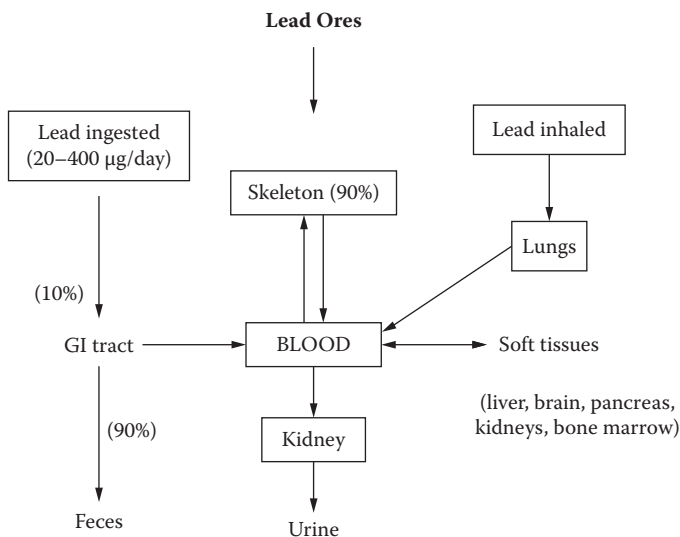 Lead Ores
Lead ingested
(20–400 μg/day)
Lead inhaled
Skeleton (90%)
Lungs
(10%)
GI tract
BLOOD
Soft tissues
(liver, brain, pancreas,
kidneys, bone marrow)
(90%)
Kidney
Feces
Urine